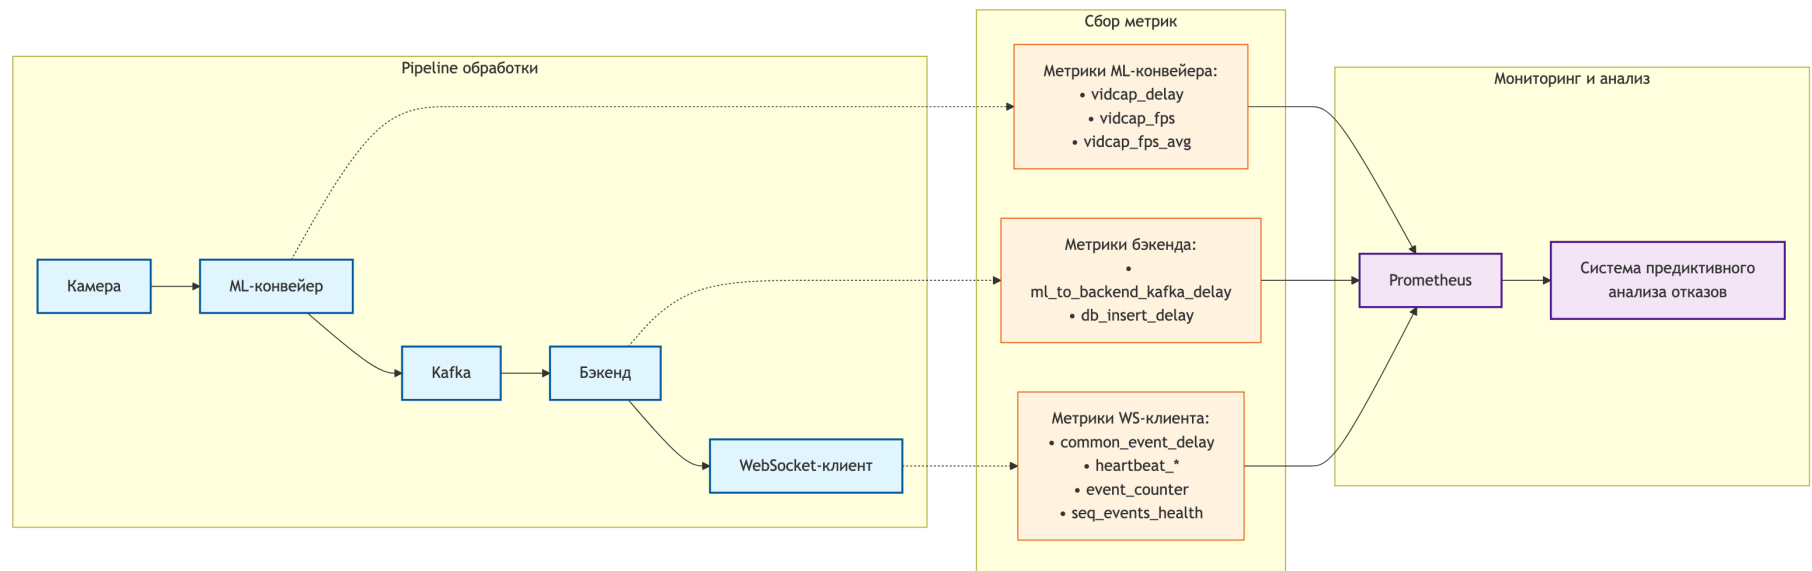 Pipeline обработки
Камера
ML-конвейер
Kafka
Бэкенд
WebSocket-клиент
Сбор метрик
Метрики ML-конвейера:
• vidcap_delay
• vidcap_fps
• vidcap_fps_avg
Метрики бэкенда:
•
ml_to_backend_kafka_delay
• db_insert_delay
Метрики WS-клиента:
• common_event_delay
• heartbeat_*
• event_counter
• seq_events_health
Мониторинг и анализ
Prometheus
Система предиктивного
анализа отказов